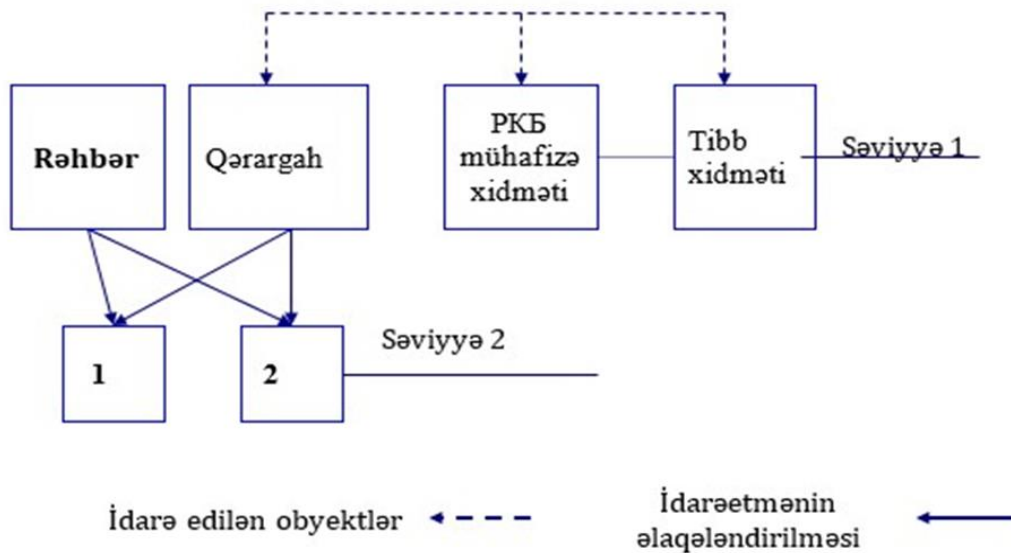 Rəhbər
Qərargah
РКБ
mühafizə
xidməti
Tibb
xidməti
Səviyyə 1
1
2
Səviyyə 2
İdarə edilən obyektlər
İdarəetmənin
əlaqələndirilməsi